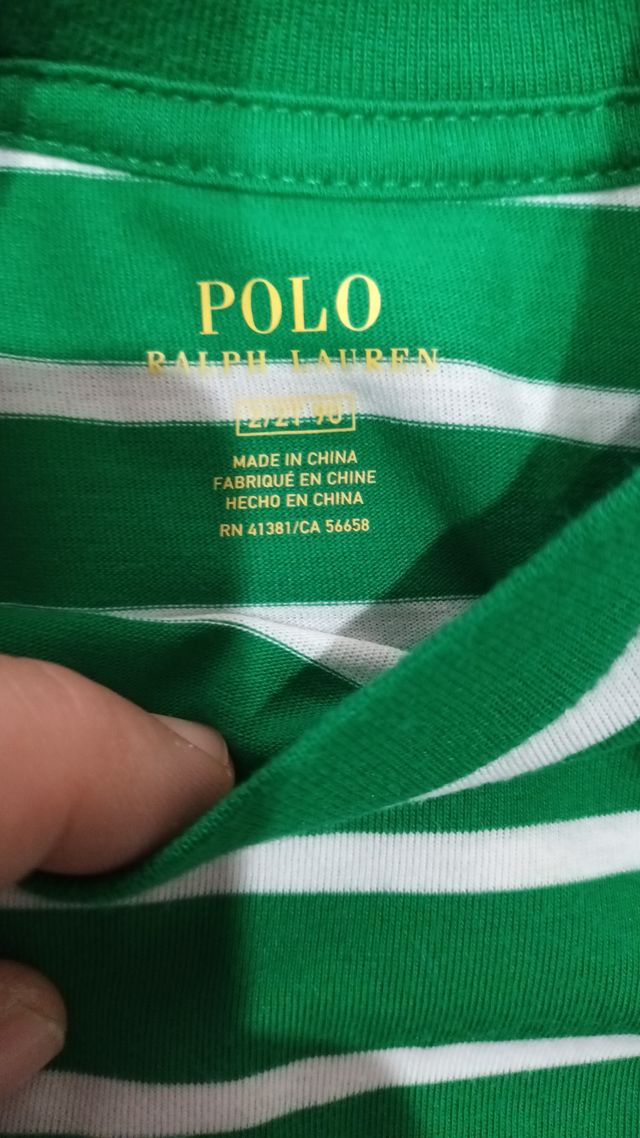 POLO
RALPH LAUREN
2/2T 90
MADE IN CHINA
FABRIQUÉ EN CHINE
HECHO EN CHINA
RN 41381/CA 56658